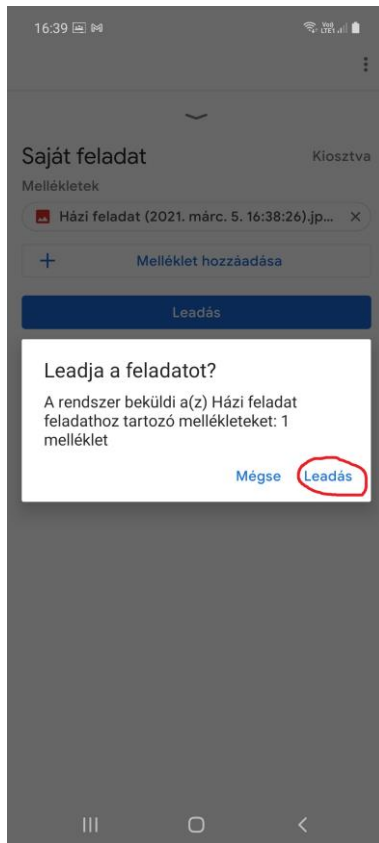 16:39
Saját feladat
Kiosztva
Mellékletek
Házi feladat (2021. márc. 5. 16:38:26).jp...
Melléklet hozzáadása
Leadás
Leadja a feladatot?
A rendszer beküldi a(z) Házi feladat
feladathoz tartozó mellékleteket: 1
melléklet
Mégse Leadás